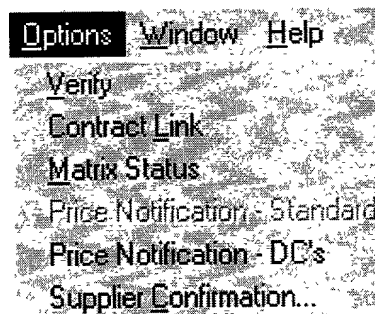 Options Window Help
Verify
Contract Link
Matrix Status
Price Notification - Standard
Price Notification - DC's
Supplier Confirmation...